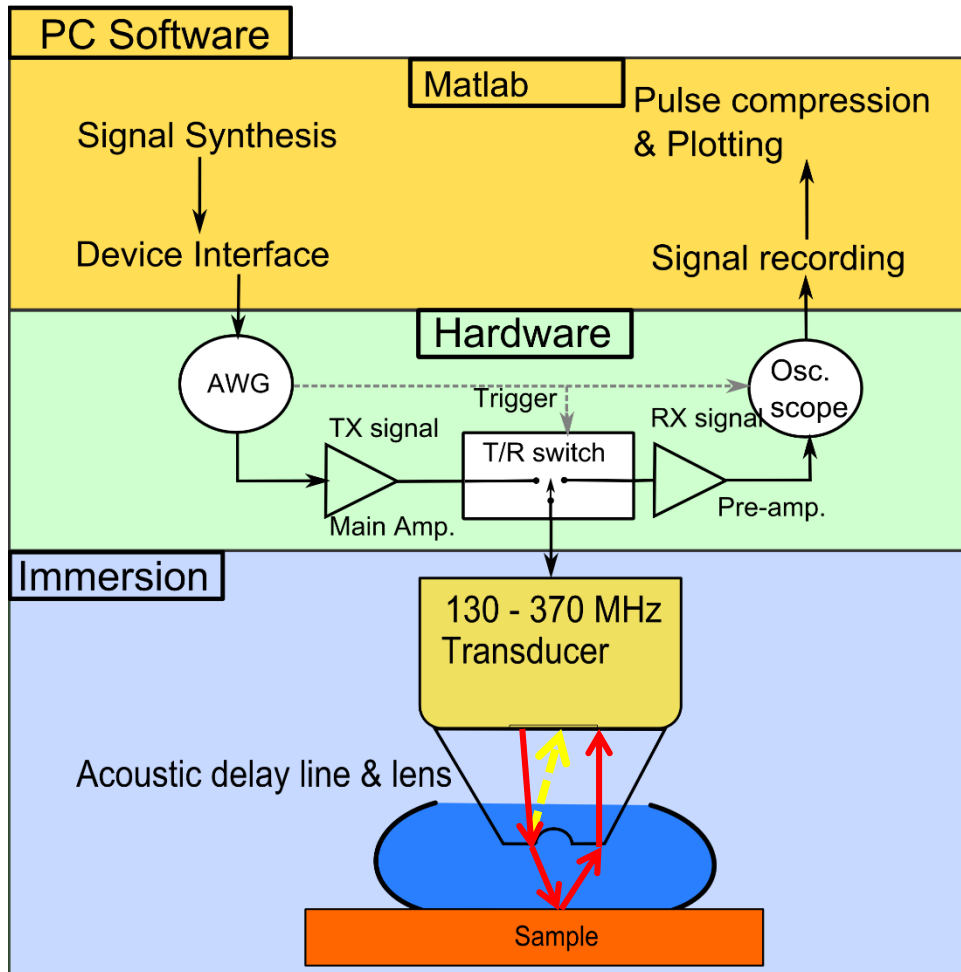 PC Software
Matlab
Signal Synthesis
Device Interface
Pulse compression
& Plotting
Signal recording
Hardware
AWG
Trigger
Osc.
scope
TX signal
Main Amp.
T/R switch
RX signal
Pre-amp.
Immersion
130 - 370 MHz
Transducer
Acoustic delay line & lens
Sample